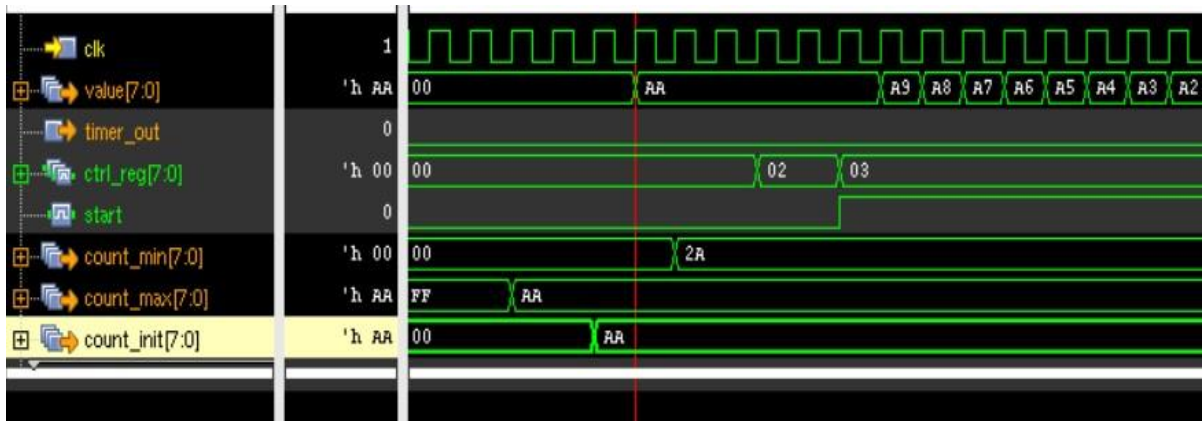 clk 1
value[7:0] 'h AA 00 AA A9 A8 A7 A6 A5 A4 A3 A2
timer_out 0
ctrl_reg[7:0] 'h 00 00 02 03
start 0
count_min[7:0] 'h 00 00 2A
count_max[7:0] 'h AA FF AA
count_init[7:0] 'h AA 00 AA